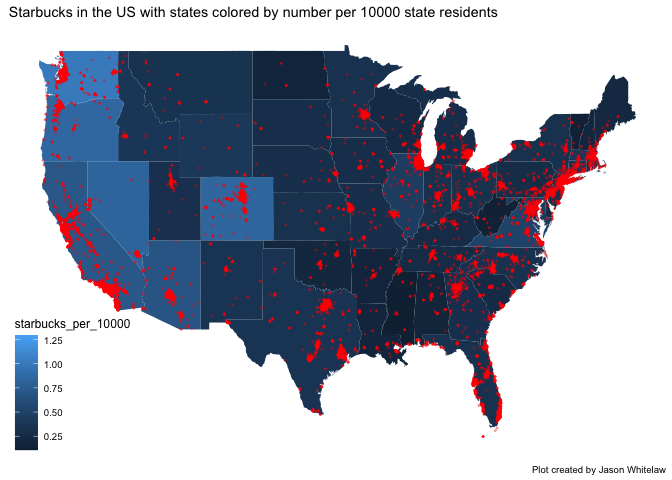 Starbucks in the US with states colored by number per 10000 state residents
starbucks_per_10000
1.25
1.00
0.75
0.50
0.25
Plot created by Jason Whitelaw